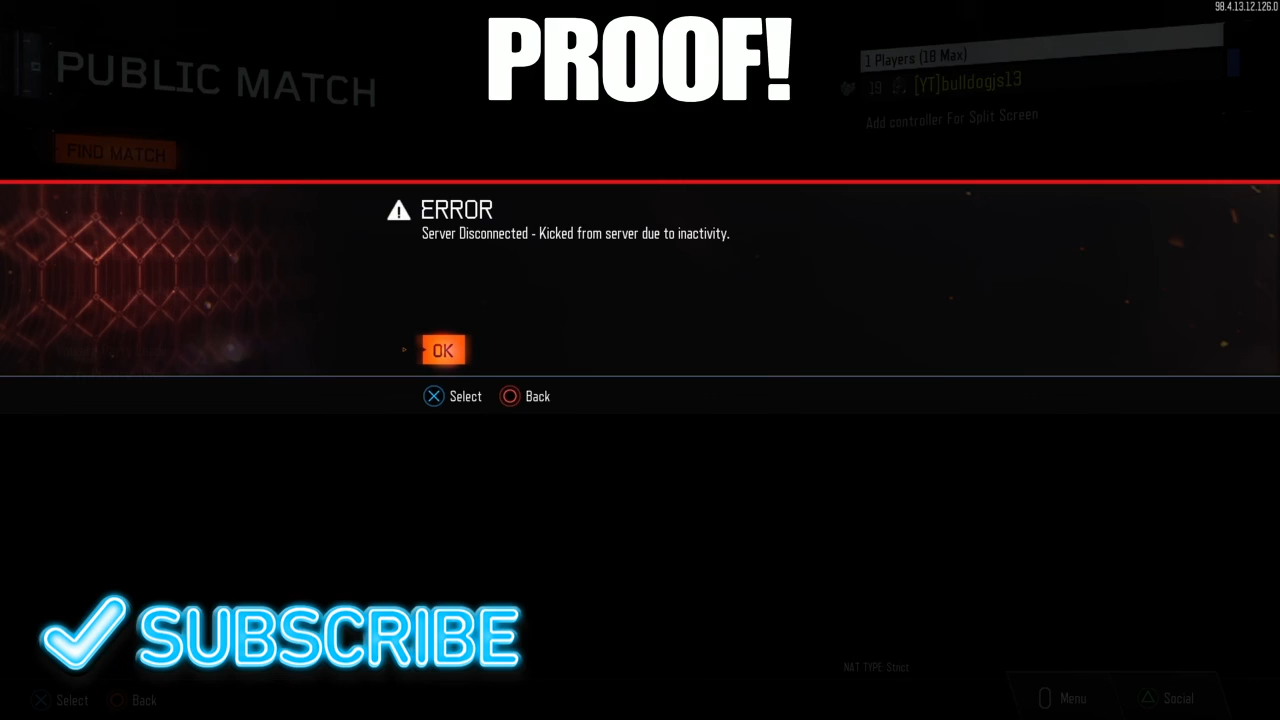 98.4.13.12.126.0
PROOF!
PUBLIC MATCH
1 Players (18 Max)
19 [YT]bulldogjs13
Add controller For Split Screen
FIND MATCH
ERROR
Server Disconnected - Kicked from server due to inactivity.
OK
Select Back
SUBSCRIBE
NAT TYPE: Strict
Select Back
Menu Social